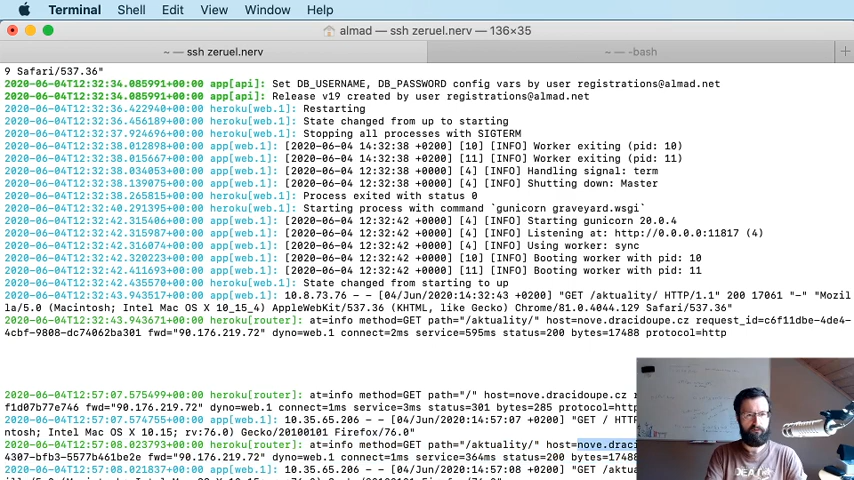 Terminal Shell Edit View Window Help
almad — ssh zeruel.nerv — 136×35
~ — ssh zeruel.nerv
~ — -bash
9 Safari/537.36"
2020-06-04T12:32:34.085991+00:00 app[api]: Set DB_USERNAME, DB_PASSWORD config vars by user registrations@almad.net
2020-06-04T12:32:34.085991+00:00 app[api]: Release v19 created by user registrations@almad.net
2020-06-04T12:32:36.422940+00:00 heroku[web.1]: Restarting
2020-06-04T12:32:36.456189+00:00 heroku[web.1]: State changed from up to starting
2020-06-04T12:32:37.924696+00:00 heroku[web.1]: Stopping all processes with SIGTERM
2020-06-04T12:32:38.012898+00:00 app[web.1]: [2020-06-04 14:32:38 +0200] [10] [INFO] Worker exiting (pid: 10)
2020-06-04T12:32:38.015667+00:00 app[web.1]: [2020-06-04 14:32:38 +0200] [11] [INFO] Worker exiting (pid: 11)
2020-06-04T12:32:38.034053+00:00 app[web.1]: [2020-06-04 12:32:38 +0000] [4] [INFO] Handling signal: term
2020-06-04T12:32:38.139075+00:00 app[web.1]: [2020-06-04 12:32:38 +0000] [4] [INFO] Shutting down: Master
2020-06-04T12:32:38.265815+00:00 heroku[web.1]: Process exited with status 0
2020-06-04T12:32:40.291395+00:00 heroku[web.1]: Starting process with command `gunicorn graveyard.wsgi`
2020-06-04T12:32:42.315406+00:00 app[web.1]: [2020-06-04 12:32:42 +0000] [4] [INFO] Starting gunicorn 20.0.4
2020-06-04T12:32:42.315987+00:00 app[web.1]: [2020-06-04 12:32:42 +0000] [4] [INFO] Listening at: http://0.0.0.0:11817 (4)
2020-06-04T12:32:42.316074+00:00 app[web.1]: [2020-06-04 12:32:42 +0000] [4] [INFO] Using worker: sync
2020-06-04T12:32:42.320223+00:00 app[web.1]: [2020-06-04 12:32:42 +0000] [10] [INFO] Booting worker with pid: 10
2020-06-04T12:32:42.411693+00:00 app[web.1]: [2020-06-04 12:32:42 +0000] [11] [INFO] Booting worker with pid: 11
2020-06-04T12:32:42.435570+00:00 heroku[web.1]: State changed from starting to up
2020-06-04T12:32:43.943517+00:00 app[web.1]: 10.8.73.76 - - [04/Jun/2020:14:32:43 +0200] "GET /aktuality/ HTTP/1.1" 200 17061 "-" "Mozil
la/5.0 (Macintosh; Intel Mac OS X 10_15_4) AppleWebKit/537.36 (KHTML, like Gecko) Chrome/81.0.4044.129 Safari/537.36"
2020-06-04T12:32:43.943671+00:00 heroku[router]: at=info method=GET path="/aktuality/" host=nove.dracidoupe.cz request_id=c6f11dbe-4de4-
4cbf-9808-dc74062ba301 fwd="90.176.219.72" dyno=web.1 connect=2ms service=595ms status=200 bytes=17488 protocol=http
2020-06-04T12:57:07.575499+00:00 heroku[router]: at=info method=GET path="/" host=nove.dracidoupe.cz
f1d07b77e746 fwd="90.176.219.72" dyno=web.1 connect=1ms service=3ms status=301 bytes=285 protocol=http
2020-06-04T12:57:07.574755+00:00 app[web.1]: 10.35.65.206 - - [04/Jun/2020:14:57:07 +0200] "GET / HTTP
ntosh; Intel Mac OS X 10.15; rv:76.0) Gecko/20100101 Firefox/76.0"
2020-06-04T12:57:08.023793+00:00 heroku[router]: at=info method=GET path="/aktuality/" host=nove.draci
4307-bfb3-5577b461be2e fwd="90.176.219.72" dyno=web.1 connect=1ms service=364ms status=200 bytes=17488
2020-06-04T12:57:08.021837+00:00 app[web.1]: 10.35.65.206 - - [04/Jun/2020:14:57:08 +0200] "GET /aktua